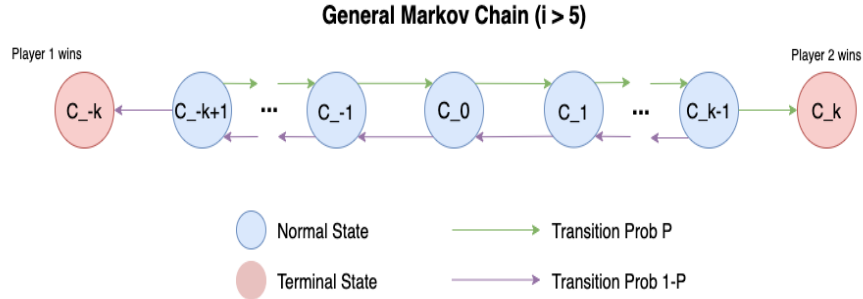 General Markov Chain (i > 5)
Player 1 wins
Player 2 wins
C_-k
C_-k+1
...
C_-1
C_0
C_1
...
C_k-1
C_k
Normal State
Transition Prob P
Terminal State
Transition Prob 1-P